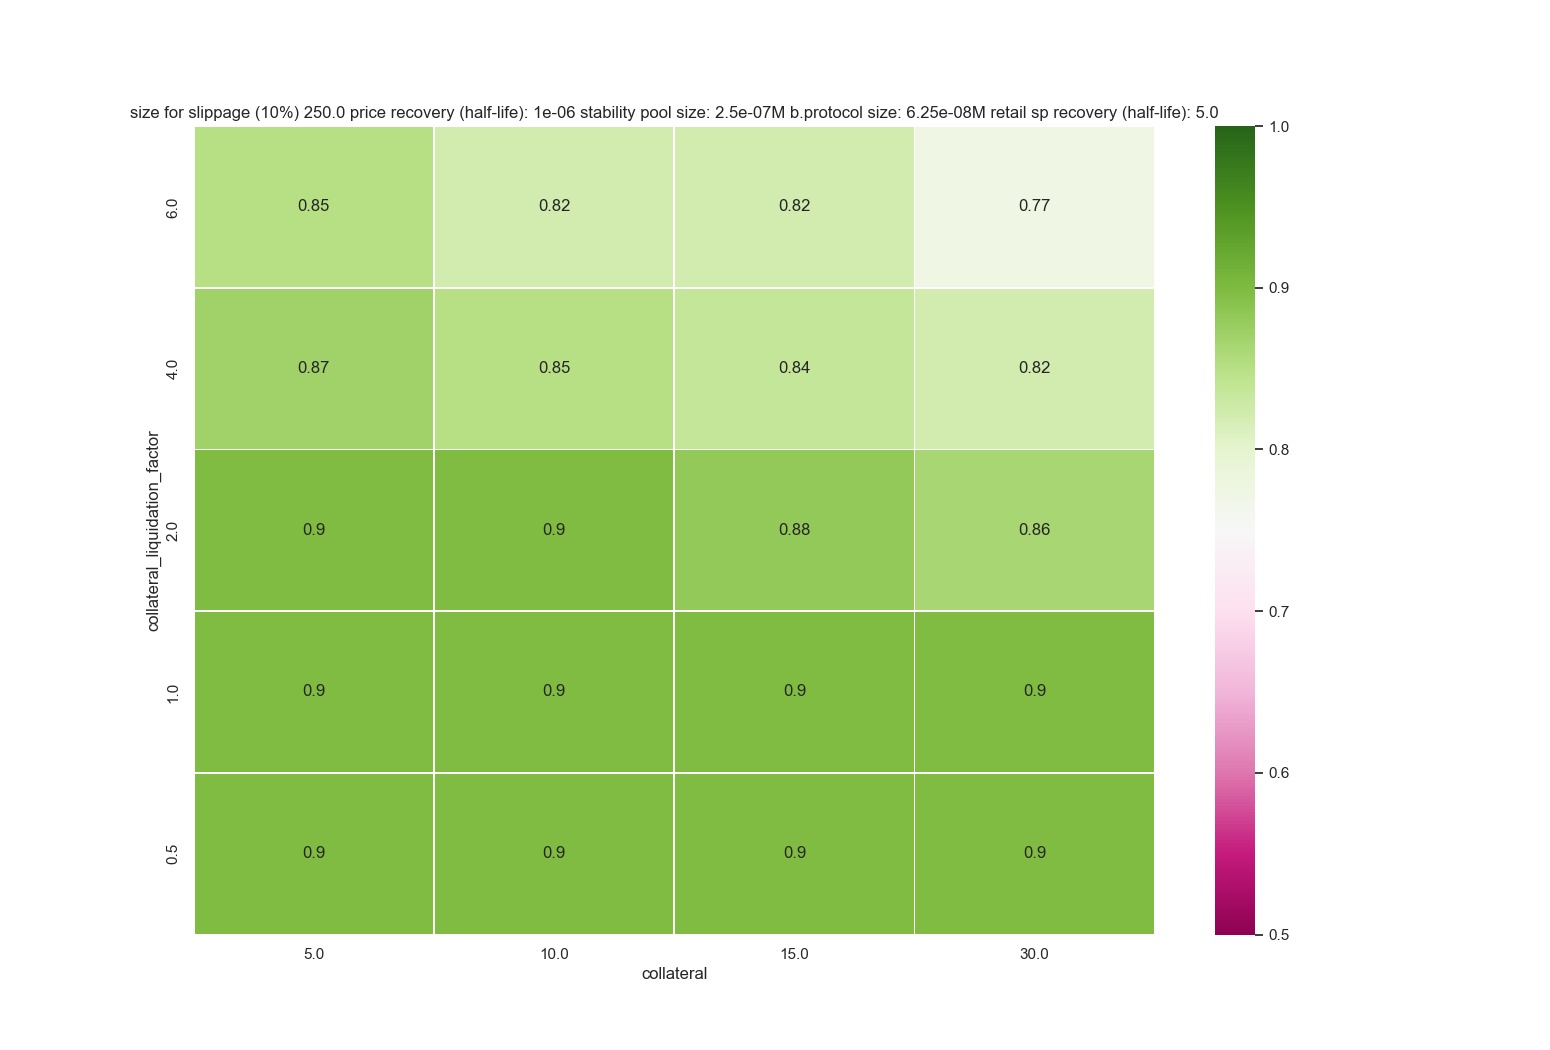 size for slippage (10%) 250.0 price recovery (half-life): 1e-06 stability pool size: 2.5e-07M b.protocol size: 6.25e-08M retail sp recovery (half-life): 5.0
collateral_liquidation_factor
6.0
0.85 0.82 0.82 0.77
4.0
0.87 0.85 0.84 0.82
2.0
0.9 0.9 0.88 0.86
1.0
0.9 0.9 0.9 0.9
0.5
0.9 0.9 0.9 0.9
5.0 10.0 15.0 30.0
collateral
1.0
0.9
0.8
0.7
0.6
0.5